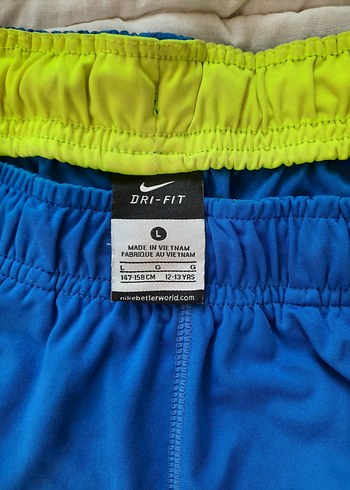 DRI-FIT
L
MADE IN VIETNAM
FABRIQUE AU VIETNAM
L G G
147-158 CM 12-13 YRS
nikebetterworld.com